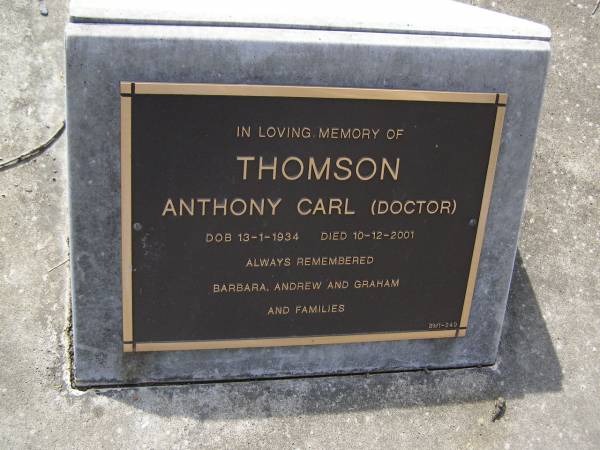 IN LOVING MEMORY OF
THOMSON
ANTHONY CARL (DOCTOR)
DOB 13-1-1934 DIED 10-12-2001
ALWAYS REMEMBERED
BARBARA, ANDREW AND GRAHAM
AND FAMILIES